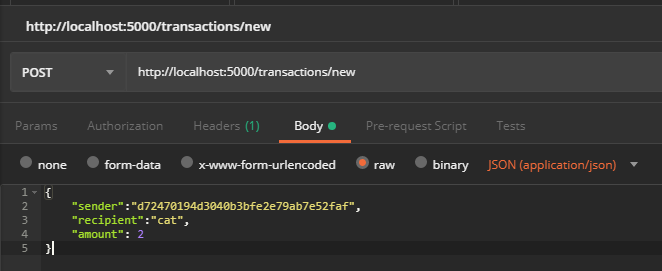 http://localhost:5000/transactions/new
POST http://localhost:5000/transactions/new
Params Authorization Headers (1) Body Pre-request Script Tests
none form-data x-www-form-urlencoded raw binary JSON (application/json)
1 {
2 "sender":"d72470194d3040b3bfe2e79ab7e52faf",
3 "recipient":"cat",
4 "amount": 2
5 }